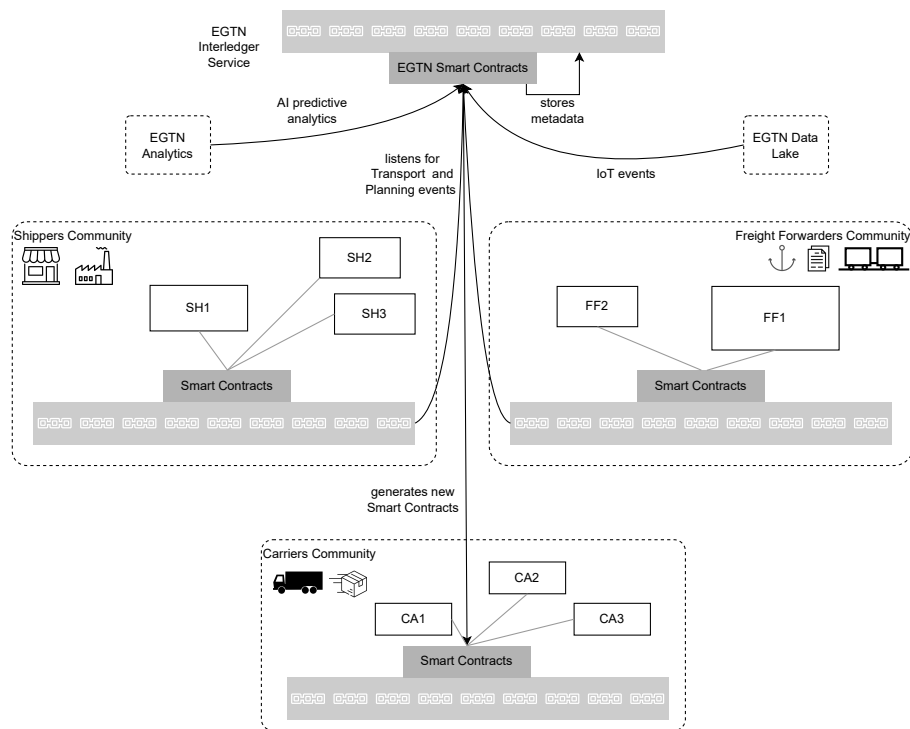 EGTN
Interledger
Service
EGTN Smart Contracts
AI predictive
analytics
stores
metadata
EGTN
Analytics
EGTN Data
Lake
listens for
Transport and
Planning events
IoT events
Shippers Community
Freight Forwarders Community
SH2
SH1
SH3
FF2
FF1
Smart Contracts
Smart Contracts
generates new
Smart Contracts
Carriers Community
CA2
CA1
CA3
Smart Contracts